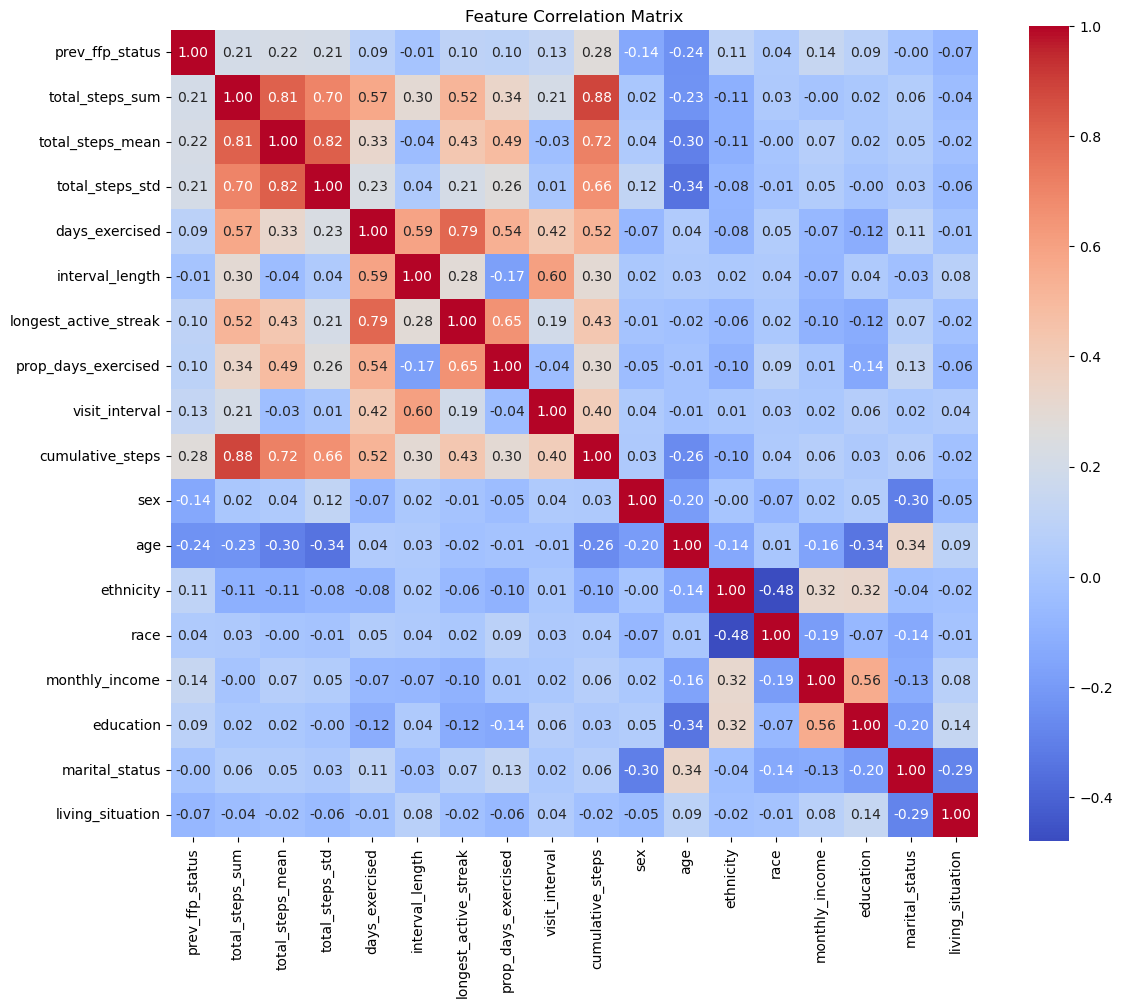 Feature Correlation Matrix
prev_ffp_status 1.00 0.21 0.22 0.21 0.09 -0.01 0.10 0.10 0.13 0.28 -0.14 -0.24 0.11 0.04 0.14 0.09 -0.00 -0.07
total_steps_sum 0.21 1.00 0.81 0.70 0.57 0.30 0.52 0.34 0.21 0.88 0.02 -0.23 -0.11 0.03 -0.00 0.02 0.06 -0.04
total_steps_mean 0.22 0.81 1.00 0.82 0.33 -0.04 0.43 0.49 -0.03 0.72 0.04 -0.30 -0.11 -0.00 0.07 0.02 0.05 -0.02
total_steps_std 0.21 0.70 0.82 1.00 0.23 0.04 0.21 0.26 0.01 0.66 0.12 -0.34 -0.08 -0.01 0.05 -0.00 0.03 -0.06
days_exercised 0.09 0.57 0.33 0.23 1.00 0.59 0.79 0.54 0.42 0.52 -0.07 0.04 -0.08 0.05 -0.07 -0.12 0.11 -0.01
interval_length -0.01 0.30 -0.04 0.04 0.59 1.00 0.28 -0.17 0.60 0.30 0.02 0.03 0.02 0.04 -0.07 0.04 -0.03 0.08
longest_active_streak 0.10 0.52 0.43 0.21 0.79 0.28 1.00 0.65 0.19 0.43 -0.01 -0.02 -0.06 0.02 -0.10 -0.12 0.07 -0.02
prop_days_exercised 0.10 0.34 0.49 0.26 0.54 -0.17 0.65 1.00 -0.04 0.30 -0.05 -0.01 -0.10 0.09 0.01 -0.14 0.13 -0.06
visit_interval 0.13 0.21 -0.03 0.01 0.42 0.60 0.19 -0.04 1.00 0.40 0.04 -0.01 0.01 0.03 0.02 0.06 0.02 0.04
cumulative_steps 0.28 0.88 0.72 0.66 0.52 0.30 0.43 0.30 0.40 1.00 0.03 -0.26 -0.10 0.04 0.06 0.03 0.06 -0.02
sex -0.14 0.02 0.04 0.12 -0.07 0.02 -0.01 -0.05 0.04 0.03 1.00 -0.20 -0.00 -0.07 0.02 0.05 -0.30 -0.05
age -0.24 -0.23 -0.30 -0.34 0.04 0.03 -0.02 -0.01 -0.01 -0.26 -0.20 1.00 -0.14 0.01 -0.16 -0.34 0.34 0.09
ethnicity 0.11 -0.11 -0.11 -0.08 -0.08 0.02 -0.06 -0.10 0.01 -0.10 -0.00 -0.14 1.00 -0.48 0.32 0.32 -0.04 -0.02
race 0.04 0.03 -0.00 -0.01 0.05 0.04 0.02 0.09 0.03 0.04 -0.07 0.01 -0.48 1.00 -0.19 -0.07 -0.14 -0.01
monthly_income 0.14 -0.00 0.07 0.05 -0.07 -0.07 -0.10 0.01 0.02 0.06 0.02 -0.16 0.32 -0.19 1.00 0.56 -0.13 0.08
education 0.09 0.02 0.02 -0.00 -0.12 0.04 -0.12 -0.14 0.06 0.03 0.05 -0.34 0.32 -0.07 0.56 1.00 -0.20 0.14
marital_status -0.00 0.06 0.05 0.03 0.11 -0.03 0.07 0.13 0.02 0.06 -0.30 0.34 -0.04 -0.14 -0.13 -0.20 1.00 -0.29
living_situation -0.07 -0.04 -0.02 -0.06 -0.01 0.08 -0.02 -0.06 0.04 -0.02 -0.05 0.09 -0.02 -0.01 0.08 0.14 -0.29 1.00
prev_ffp_status
total_steps_sum
total_steps_mean
total_steps_std
days_exercised
interval_length
longest_active_streak
prop_days_exercised
visit_interval
cumulative_steps
sex
age
ethnicity
race
monthly_income
education
marital_status
living_situation
1.0
0.8
0.6
0.4
0.2
0.0
−0.2
−0.4